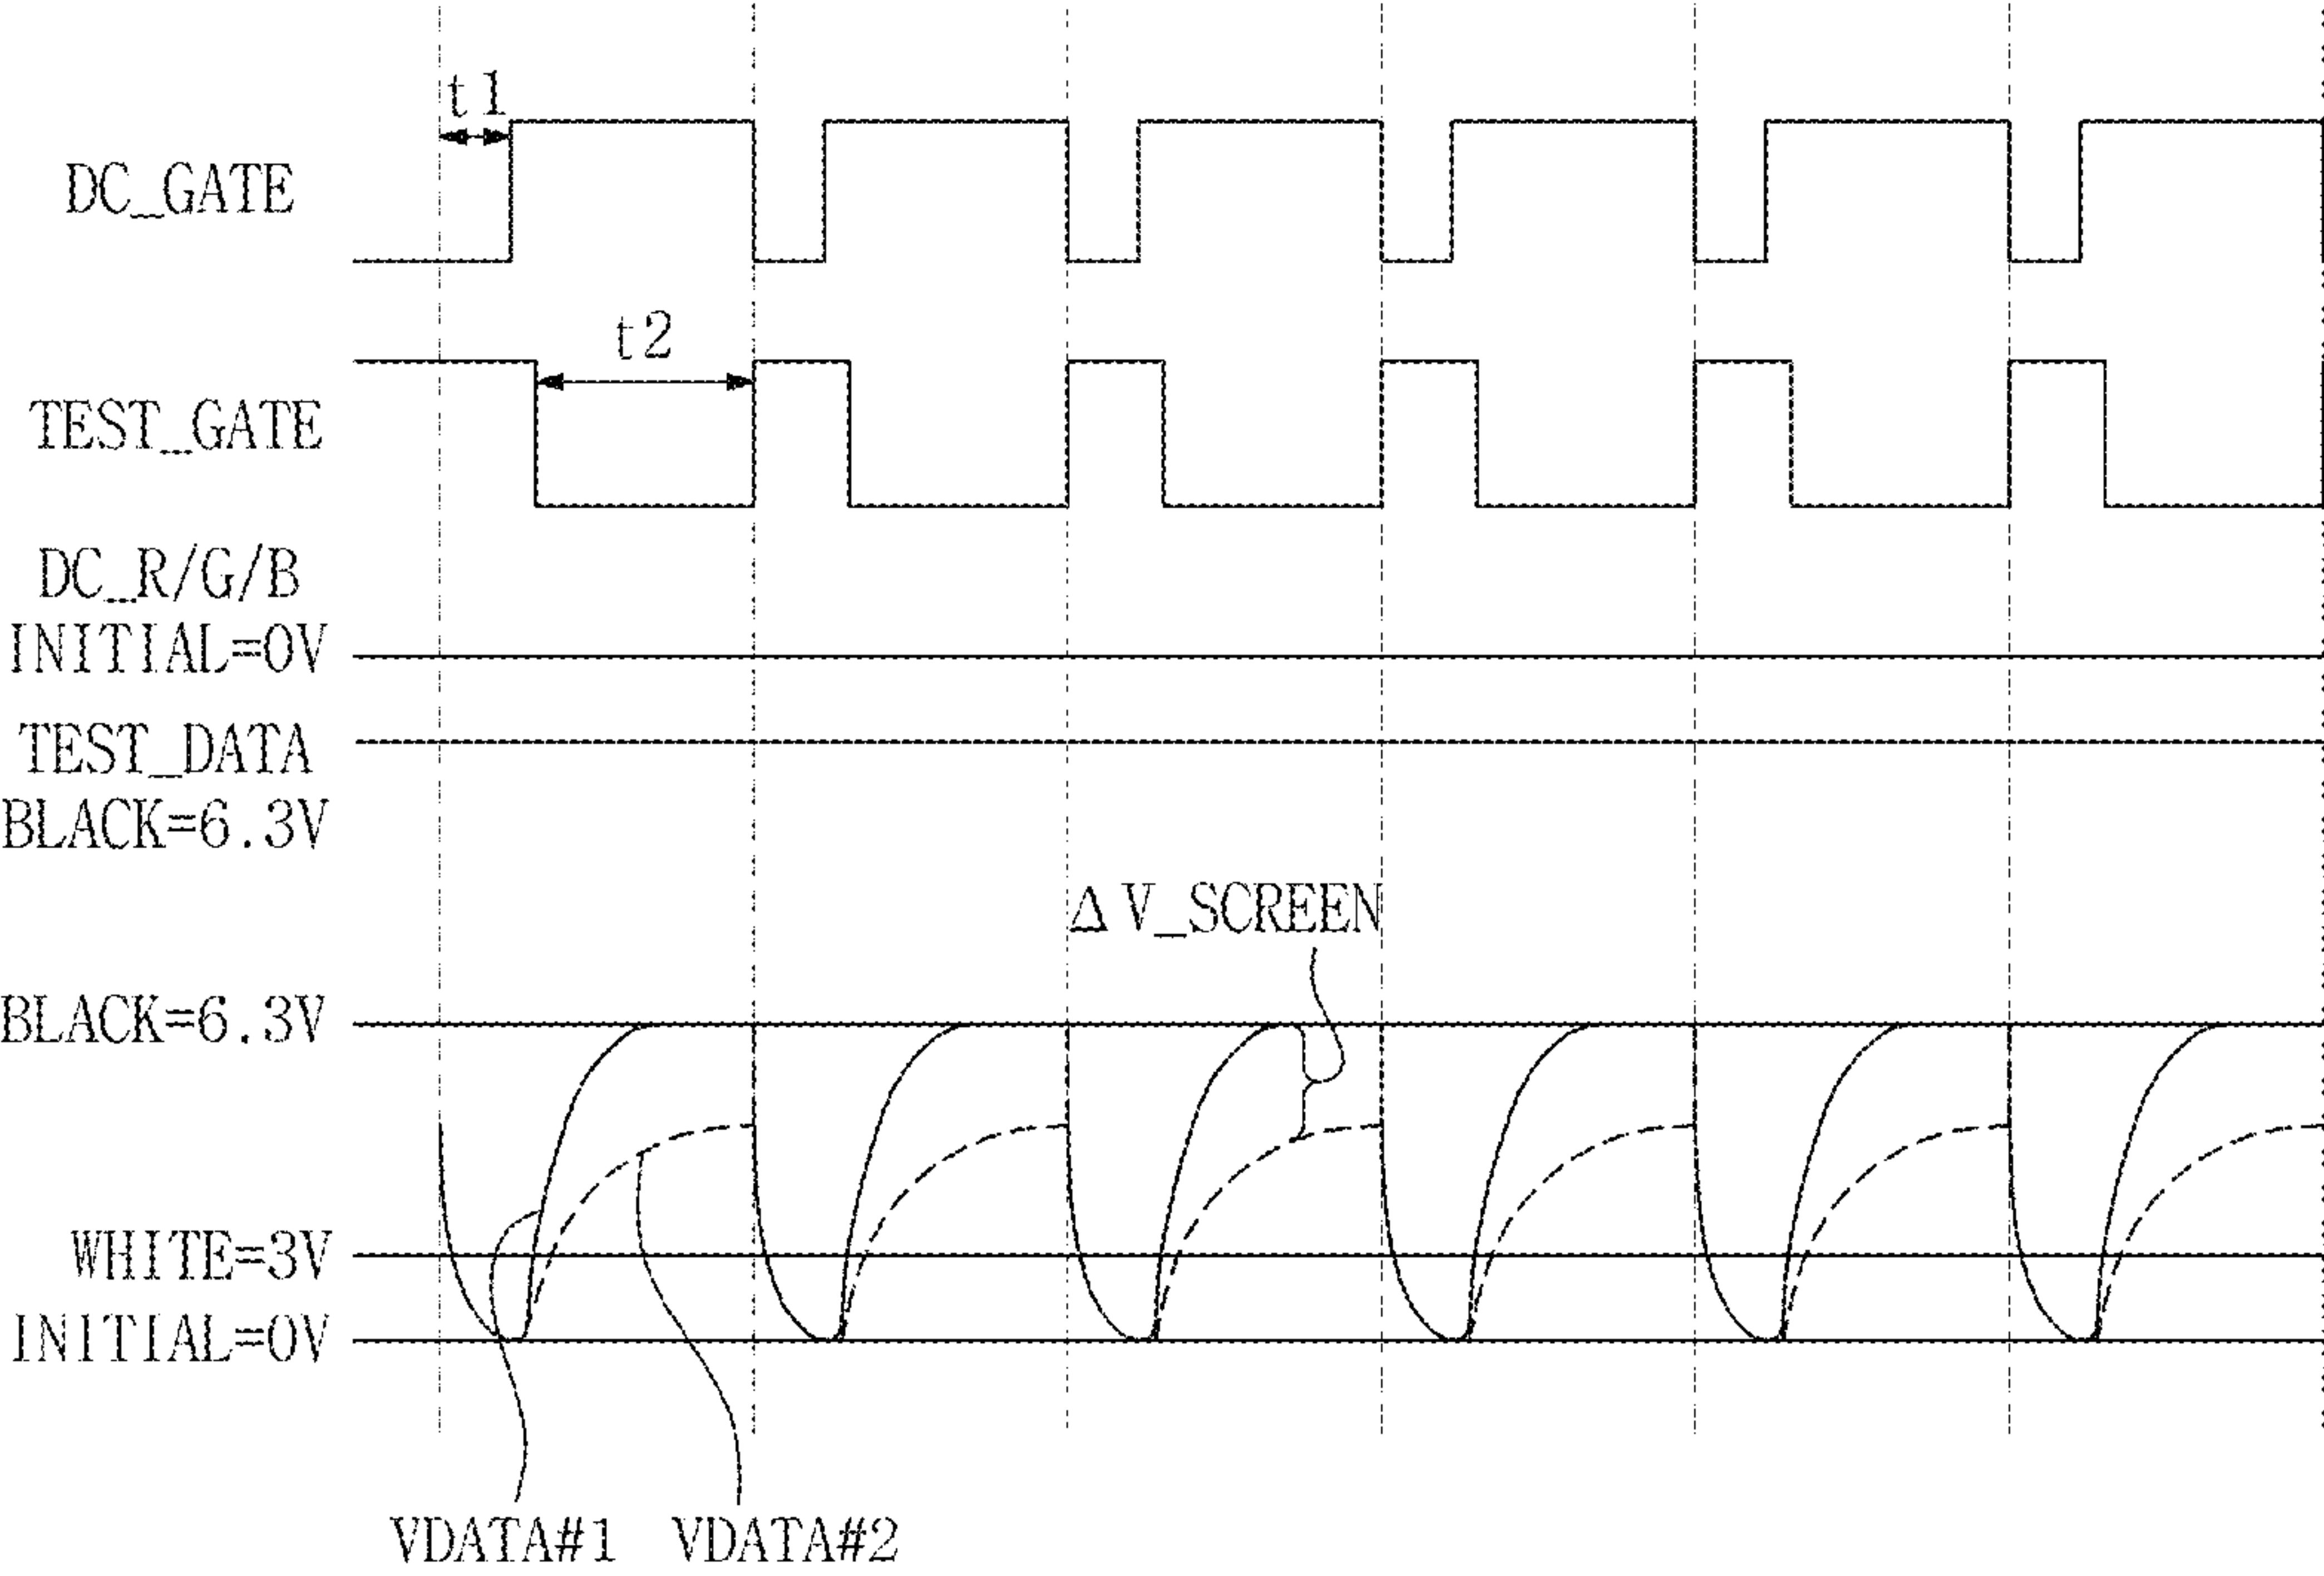 t1
DC_GATE
t2
TEST_GATE
DC_R/G/B
INITIAL=0V
TEST_DATA
BLACK=6.3V
ΔV_SCREEN
BLACK=6.3V
WHITE=3V
INITIAL=0V
VDATA#1 VDATA#2